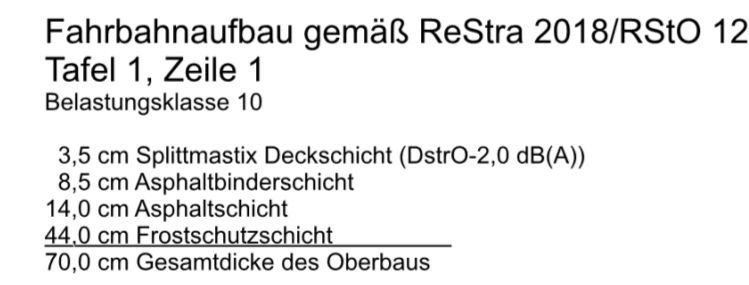 Fahrbahnaufbau gemäß ReStra 2018/RStO 12
Tafel 1, Zeile 1
Belastungsklasse 10
3,5 cm Splittmastix Deckschicht (DstrO-2,0 dB(A))
8,5 cm Asphaltbinderschicht
14,0 cm Asphaltschicht
44,0 cm Frostschutzschicht
70,0 cm Gesamtdicke des Oberbaus